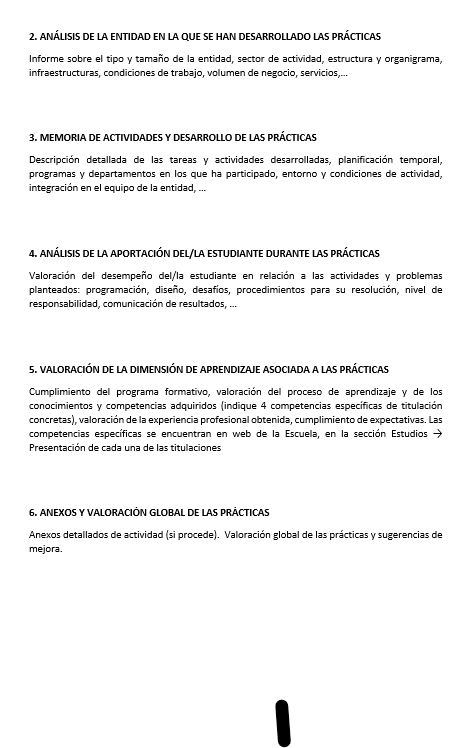 2. ANÁLISIS DE LA ENTIDAD EN LA QUE SE HAN DESARROLLADO LAS PRÁCTICAS
Informe sobre el tipo y tamaño de la entidad, sector de actividad, estructura y organigrama,
infraestructuras, condiciones de trabajo, volumen de negocio, servicios,...
3. MEMORIA DE ACTIVIDADES Y DESARROLLO DE LAS PRÁCTICAS
Descripción detallada de las tareas y actividades desarrolladas, planificación temporal,
programas y departamentos en los que ha participado, entorno y condiciones de actividad,
integración en el equipo de la entidad, ...
4. ANÁLISIS DE LA APORTACIÓN DEL/LA ESTUDIANTE DURANTE LAS PRÁCTICAS
Valoración del desempeño del/la estudiante en relación a las actividades y problemas
planteados: programación, diseño, desafíos, procedimientos para su resolución, nivel de
responsabilidad, comunicación de resultados, ...
5. VALORACIÓN DE LA DIMENSIÓN DE APRENDIZAJE ASOCIADA A LAS PRÁCTICAS
Cumplimiento del programa formativo, valoración del proceso de aprendizaje y de los
conocimientos y competencias adquiridos (indique 4 competencias específicas de titulación
concretas), valoración de la experiencia profesional obtenida, cumplimiento de expectativas. Las
competencias específicas se encuentran en web de la Escuela, en la sección Estudios →
Presentación de cada una de las titulaciones
6. ANEXOS Y VALORACIÓN GLOBAL DE LAS PRÁCTICAS
Anexos detallados de actividad (si procede). Valoración global de las prácticas y sugerencias de
mejora.